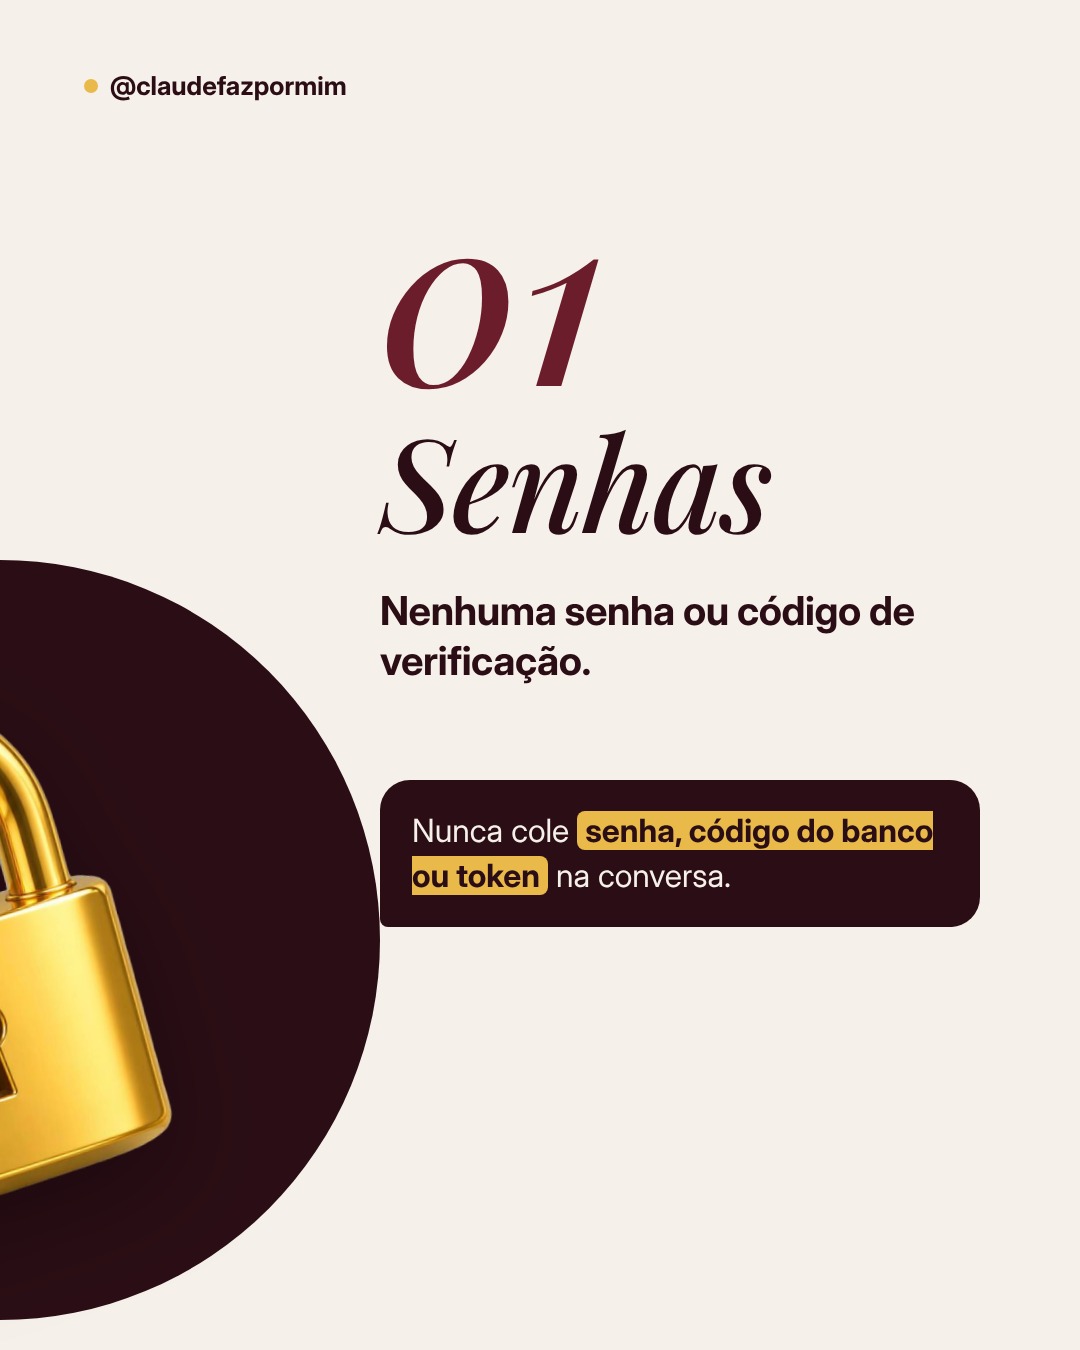 @claudefazpormim
01
Senhas
Nenhuma senha ou código de
verificação.
Nunca cole senha, código do banco
ou token na conversa.